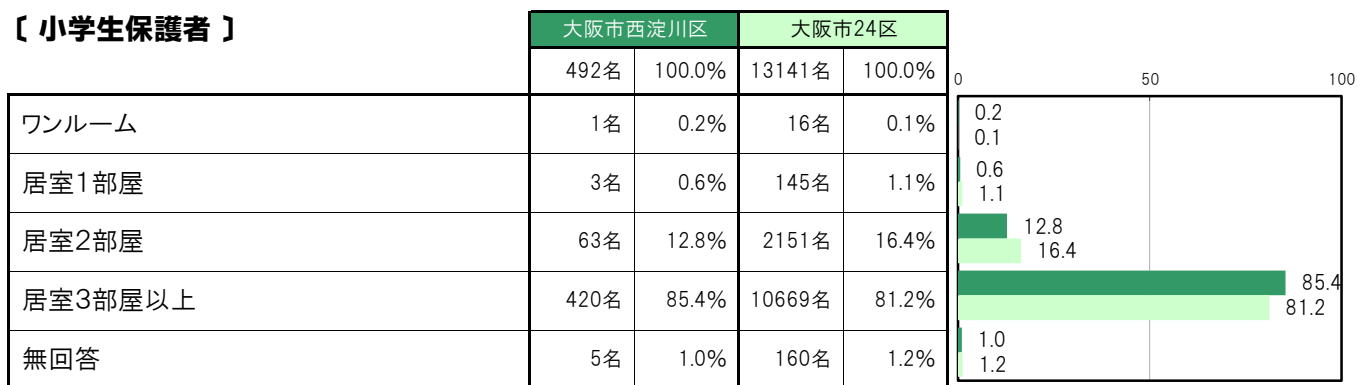 〔 小学生保護者 〕
大阪市西淀川区 大阪市24区
492名 100.0% 13141名 100.0%
0 50 100
ワンルーム 1名 0.2% 16名 0.1%
0.2
0.1
居室1部屋 3名 0.6% 145名 1.1%
0.6
1.1
居室2部屋 63名 12.8% 2151名 16.4%
12.8
16.4
居室3部屋以上 420名 85.4% 10669名 81.2%
85.4
81.2
無回答 5名 1.0% 160名 1.2%
1.0
1.2